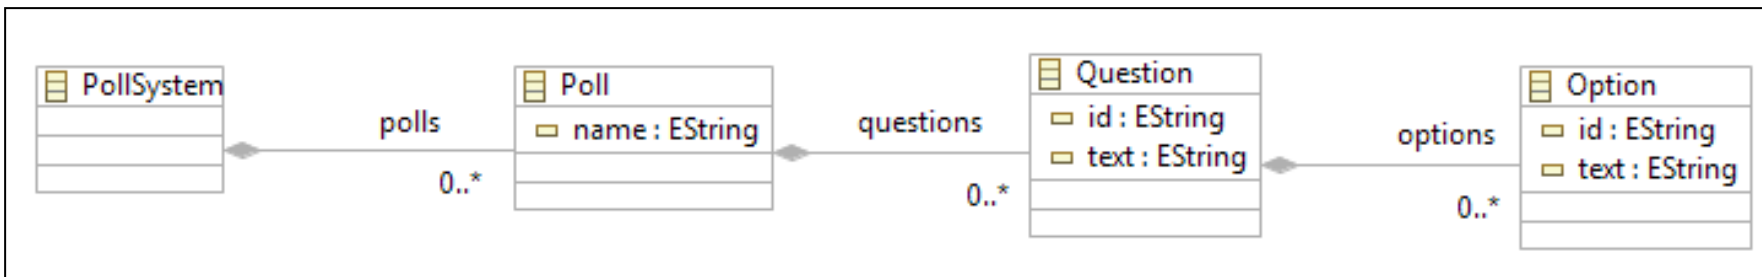 PollSystem
polls
0..*
Poll
name : EString
questions
0..*
Question
id : EString
text : EString
options
0..*
Option
id : EString
text : EString